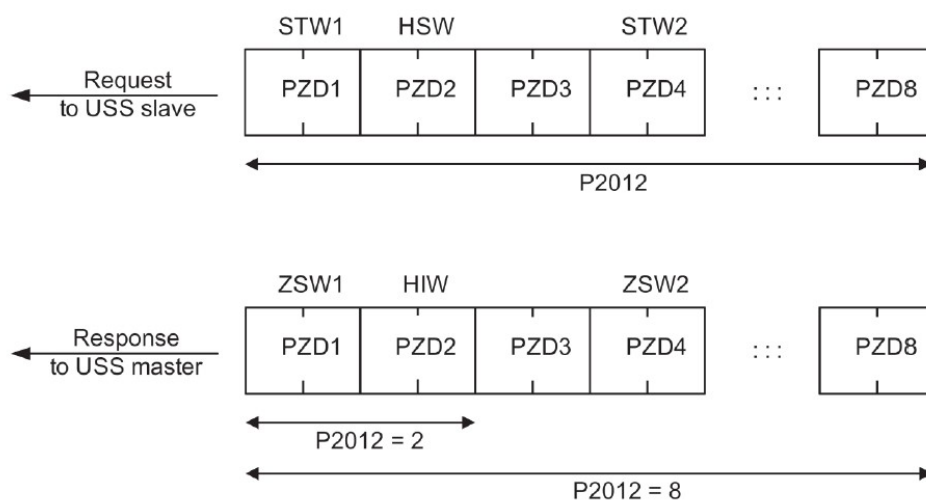 STW1 HSW STW2
Request
to USS slave
PZD1 PZD2 PZD3 PZD4 : : : PZD8
P2012
ZSW1 HIW ZSW2
Response
to USS master
PZD1 PZD2 PZD3 PZD4 : : : PZD8
P2012 = 2
P2012 = 8